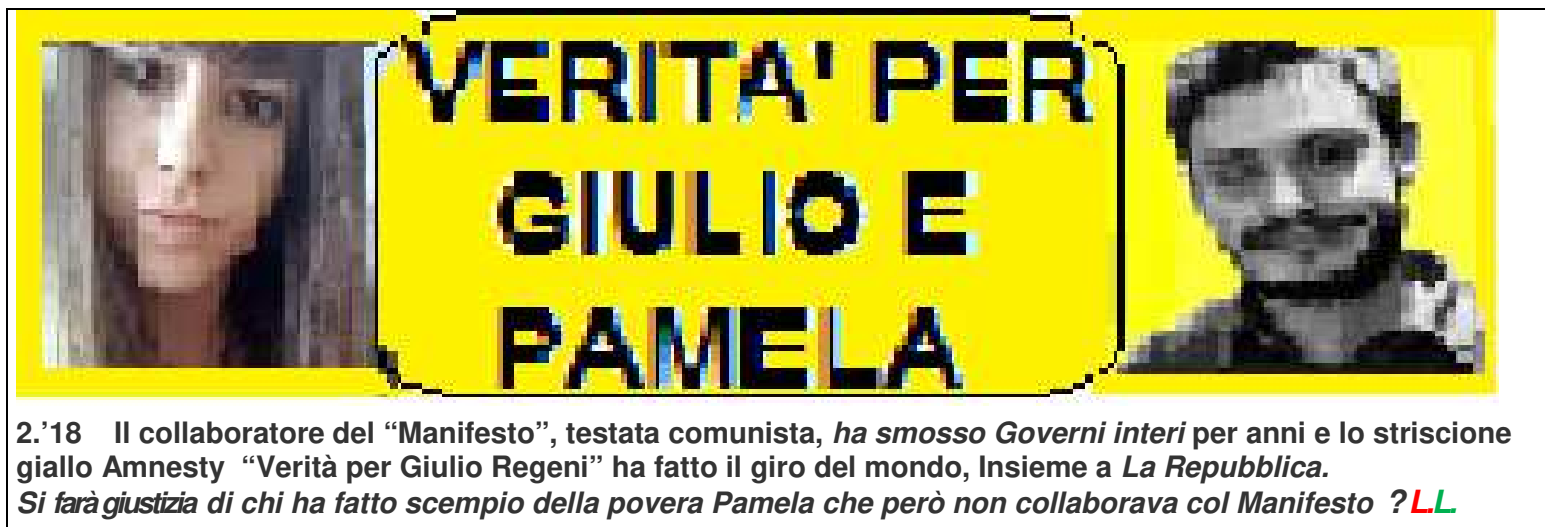 VERITA' PER
GIULIO E
PAMELA
2.'18 Il collaboratore del “Manifesto”, testata comunista, ha smosso Governi interi per anni e lo striscione
giallo Amnesty “Verità per Giulio Regeni” ha fatto il giro del mondo, Insieme a La Repubblica.
Si farà giustizia di chi ha fatto scempio della povera Pamela che però non collaborava col Manifesto ? L.L.